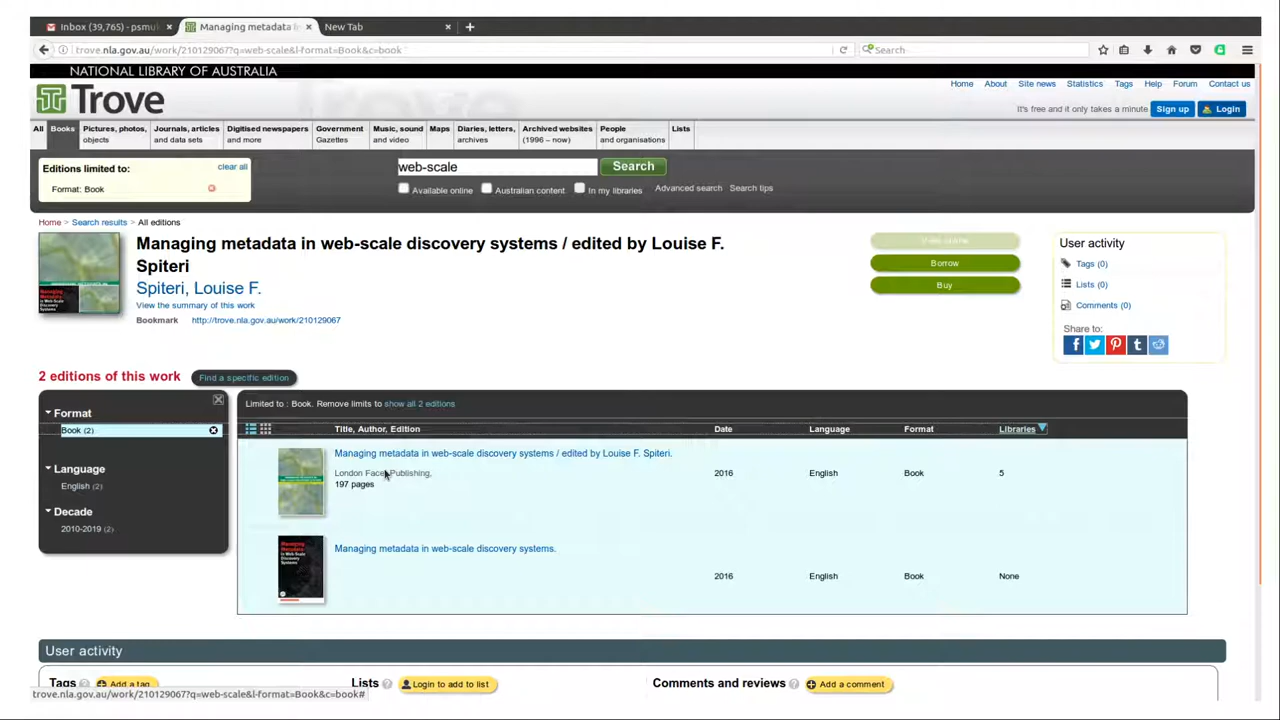 Inbox (39,765) - psmu
Managing metadata in
New Tab
trove.nla.gov.au/work/210129067?q=web-scale&l-format=Book&c=book
Search
NATIONAL LIBRARY OF AUSTRALIA
Trove
Home About Site news Statistics Tags Help Forum Contact us
It's free and it only takes a minute Sign up Login
All
Books
Pictures, photos, objects
Journals, articles and data sets
Digitised newspapers and more
Government Gazettes
Music, sound and video
Maps
Diaries, letters, archives
Archived websites (1996 – now)
People and organisations
Lists
Editions limited to: clear all
Format: Book
web-scale Search
Available online Australian content In my libraries Advanced search Search tips
Home > Search results > All editions
Managing metadata in web-scale discovery systems / edited by Louise F.
Spiteri
Spiteri, Louise F.
View the summary of this work
Bookmark http://trove.nla.gov.au/work/210129067
Borrow
Buy
User activity
Tags (0)
Lists (0)
Comments (0)
Share to:
2 editions of this work Find a specific edition
Format
Book (2)
Language
English (2)
Decade
2010-2019 (2)
Limited to : Book. Remove limits to show all 2 editions
Title, Author, Edition Date Language Format Libraries
Managing metadata in web-scale discovery systems / edited by Louise F. Spiteri.
London Publishing, 2016 English Book 5
197 pages
Managing metadata in web-scale discovery systems.
2016 English Book None
User activity
Tags Add a tag Lists Login to add to list Comments and reviews Add a comment
trove.nla.gov.au/work/210129067?q=web-scale&l-format=Book&c=book#